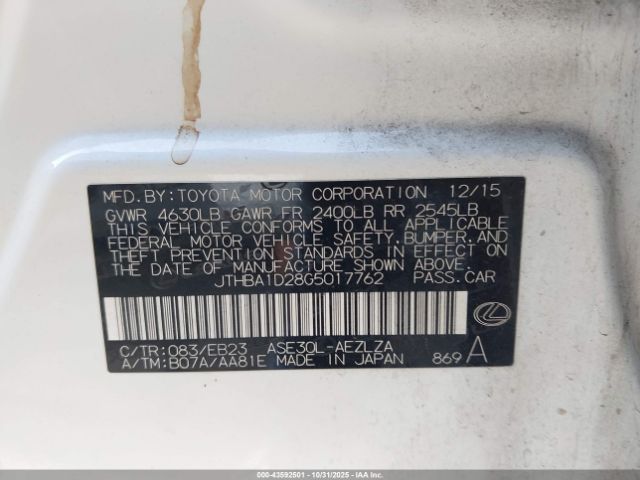 MFD.BY:TOYOTA MOTOR CORPORATION 12/15
GVWR 4630LB GAWR FR 2400LB RR 2545LB
THIS VEHICLE CONFORMS TO ALL APPLICABLE
FEDERAL MOTOR VEHICLE SAFETY,BUMPER,AND
THEFT PREVENTION STANDARDS IN EFFECT ON
THE DATE OF MANUFACTURE SHOWN ABOVE.
JTHBA1D28G5017762 PASS.CAR
C/TR:083/EB23 ASE30L-AEZLZA
A/TM:B07A/AA81E MADE IN JAPAN 869 A
000-43592501 - 10/31/2025 - IAA Inc.